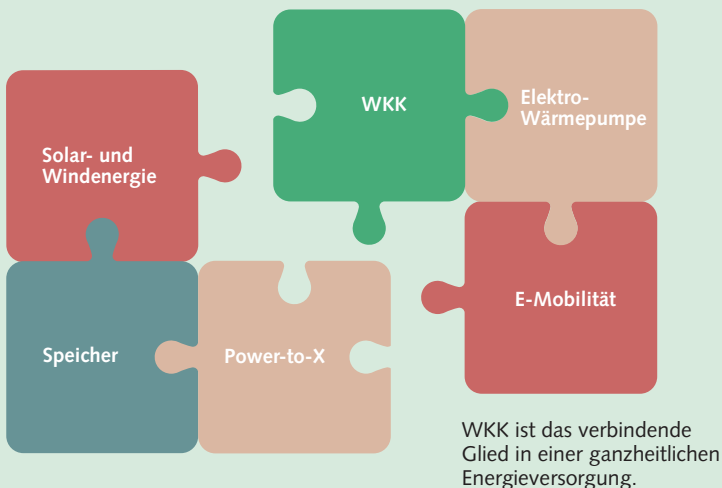 WKK
Elektro-
Wärmepumpe
Solar- und
Windenergie
E-Mobilität
Speicher
Power-to-X
WKK ist das verbindende
Glied in einer ganzheitlichen
Energieversorgung.